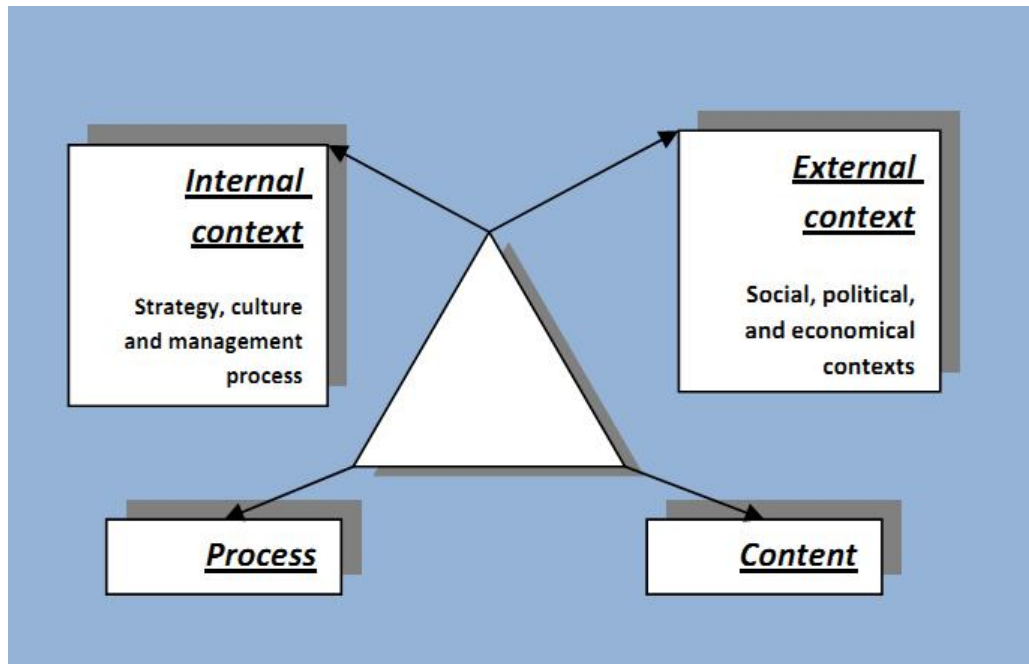 Internal
context
Strategy, culture
and management
process
External
context
Social, political,
and economical
contexts
Process
Content